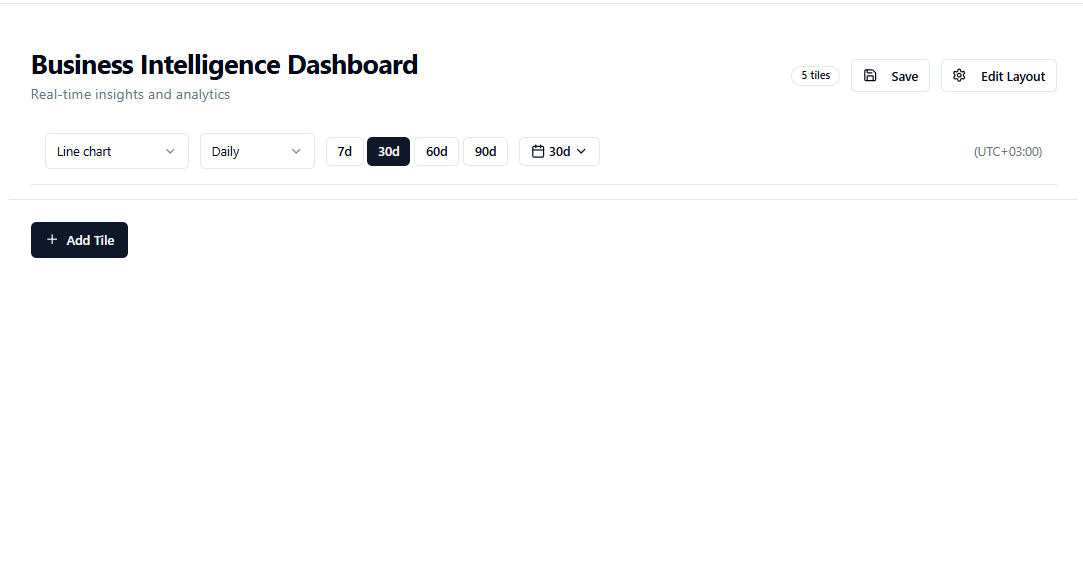 Business Intelligence Dashboard
Real-time insights and analytics
5 tiles
Save
Edit Layout
Line chart
Daily
7d
30d
60d
90d
30d
(UTC+03:00)
Add Tile